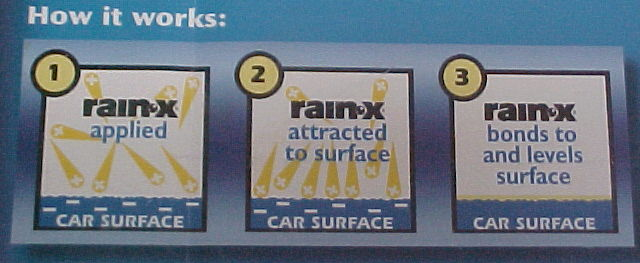 How it works:
1
rain-x
applied
CAR SURFACE
2
rain-x
attracted
to surface
CAR SURFACE
3
rain-x
bonds to
and levels
surface
CAR SURFACE